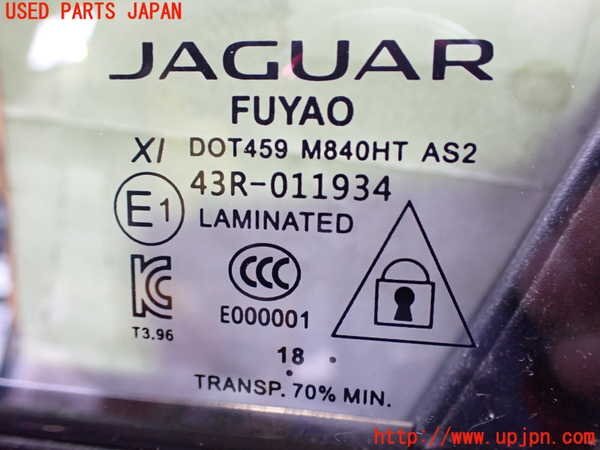 USED PARTS JAPAN
JAGUAR
FUYAO
XI DOT459 M840HT AS2
43R-011934
E1 LAMINATED
KC CCC
T3.96 E000001
18
TRANSP. 70% MIN.
http://www.upjpn.com/